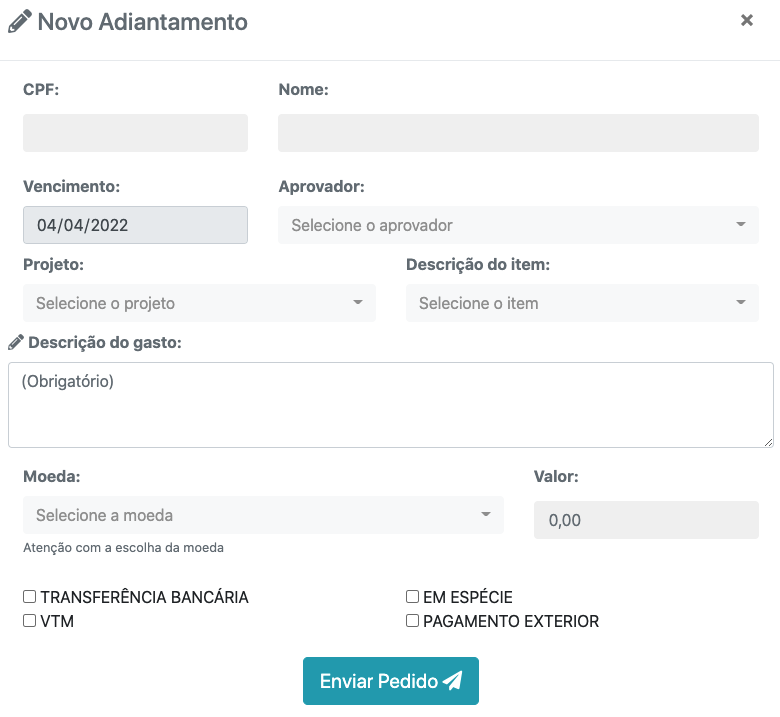 Novo Adiantamento
CPF: Nome:
Vencimento: Aprovador:
04/04/2022 Selecione o aprovador
Projeto: Descrição do item:
Selecione o projeto Selecione o item
Descrição do gasto:
(Obrigatório)
Moeda: Valor:
Selecione a moeda 0,00
Atenção com a escolha da moeda
TRANSFERÊNCIA BANCÁRIA EM ESPÉCIE
VTM PAGAMENTO EXTERIOR
Enviar Pedido